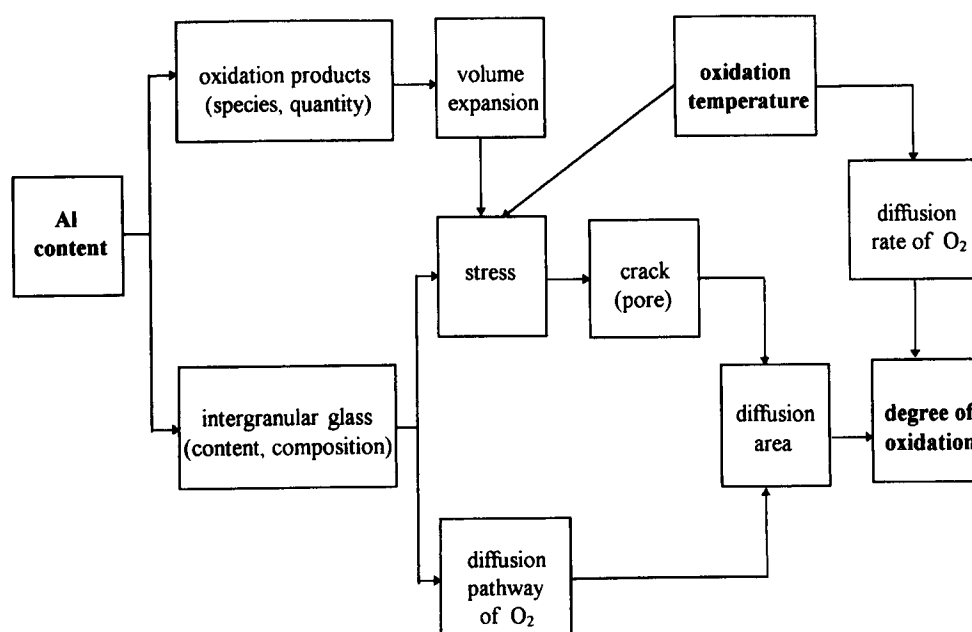 oxidation products
(species, quantity)
volume
expansion
oxidation
temperature
Al
content
stress
crack
(pore)
diffusion
rate of O₂
intergranular glass
(content, composition)
diffusion
area
degree of
oxidation
diffusion
pathway
of O₂